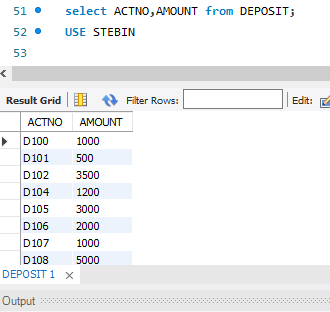 51 select ACTNO,AMOUNT from DEPOSIT;
52 USE STEBIN
53
Result Grid Filter Rows: Edit:
ACTNO AMOUNT
D100 1000
D101 500
D102 3500
D104 1200
D105 3000
D106 2000
D107 1000
D108 5000
DEPOSIT 1
Output